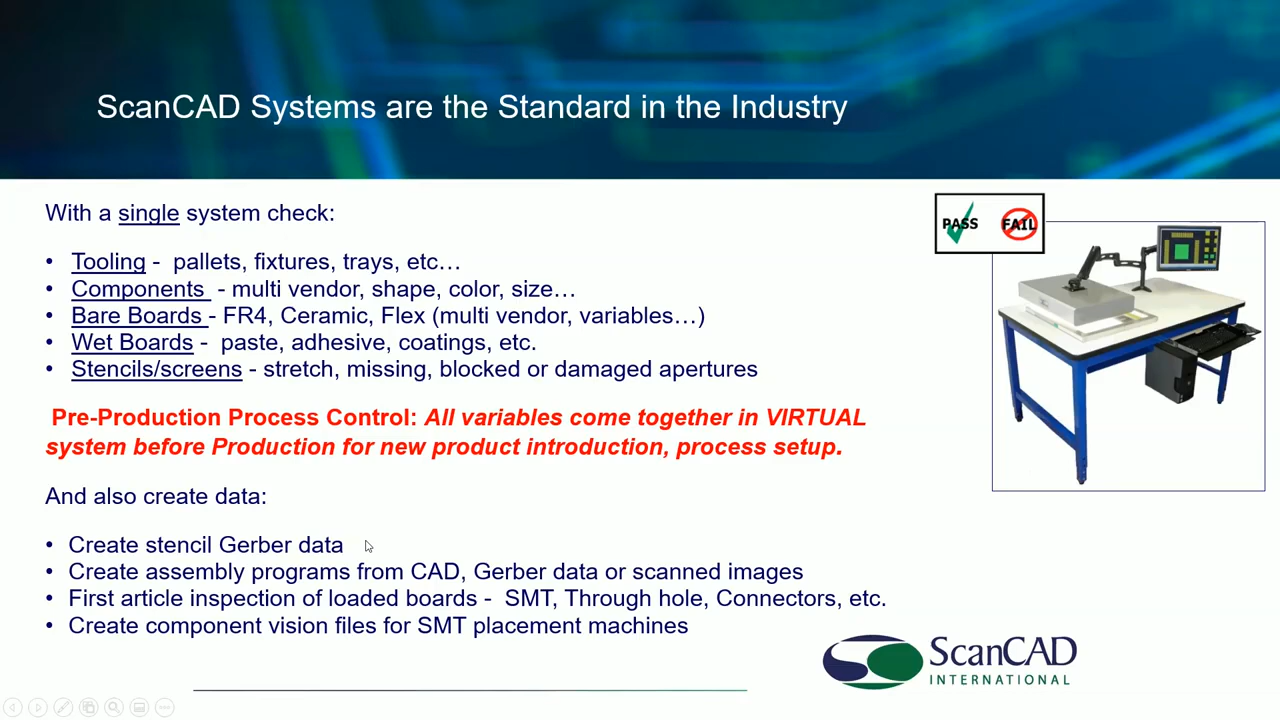 ScanCAD Systems are the Standard in the Industry
With a single system check:
• Tooling - pallets, fixtures, trays, etc…
• Components - multi vendor, shape, color, size…
• Bare Boards - FR4, Ceramic, Flex (multi vendor, variables…)
• Wet Boards - paste, adhesive, coatings, etc.
• Stencils/screens - stretch, missing, blocked or damaged apertures
PASS FAIL
Pre-Production Process Control: All variables come together in VIRTUAL
system before Production for new product introduction, process setup.
And also create data:
• Create stencil Gerber data
• Create assembly programs from CAD, Gerber data or scanned images
• First article inspection of loaded boards - SMT, Through hole, Connectors, etc.
• Create component vision files for SMT placement machines
ScanCAD
INTERNATIONAL